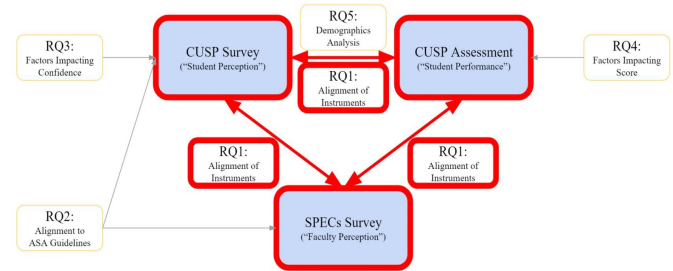 RQ5:
Demographics
Analysis
RQ3:
Factors Impacting
Confidence
CUSP Survey
("Student Perception")
CUSP Assessment
("Student Performance")
RQ4:
Factors Impacting
Score
RQ1:
Alignment of
Instruments
RQ1:
Alignment of
Instruments
RQ1:
Alignment of
Instruments
RQ2:
Alignment to
ASA Guidelines
SPECs Survey
("Faculty Perception")